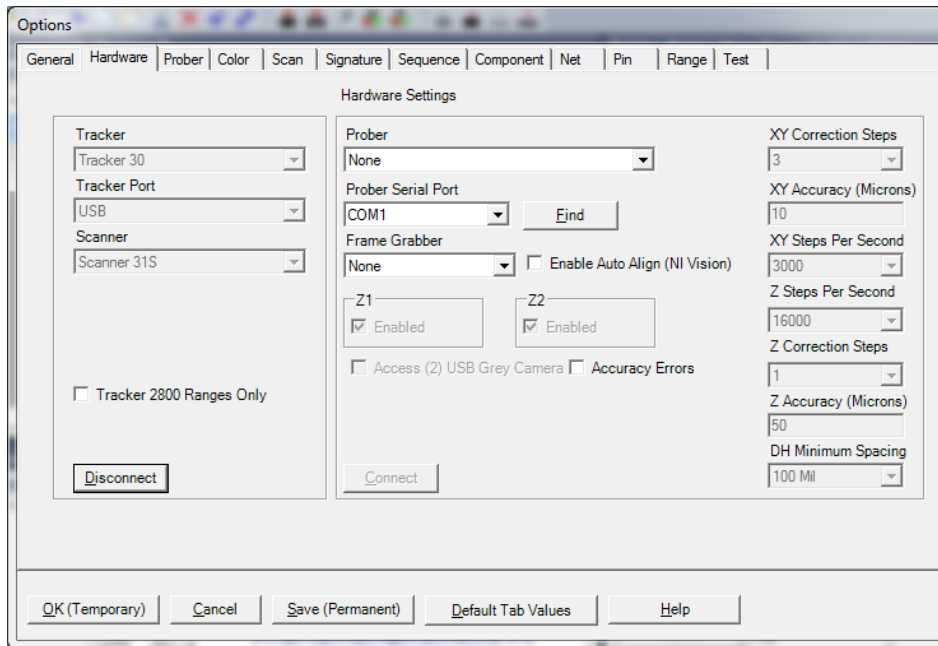 Options
General Hardware Prober Color Scan Signature Sequence Component Net Pin Range Test
Hardware Settings
Tracker
Tracker 30
Tracker Port
USB
Scanner
Scanner 31S
Tracker 2800 Ranges Only
Disconnect
Prober
None
Prober Serial Port
COM1 Find
Frame Grabber
None Enable Auto Align (NI Vision)
Z1 Z2
Enabled Enabled
Access (2) USB Grey Camera Accuracy Errors
Connect
XY Correction Steps
3
XY Accuracy (Microns)
10
XY Steps Per Second
3000
Z Steps Per Second
16000
Z Correction Steps
1
Z Accuracy (Microns)
50
DH Minimum Spacing
100 Mil
OK (Temporary) Cancel Save (Permanent) Default Tab Values Help